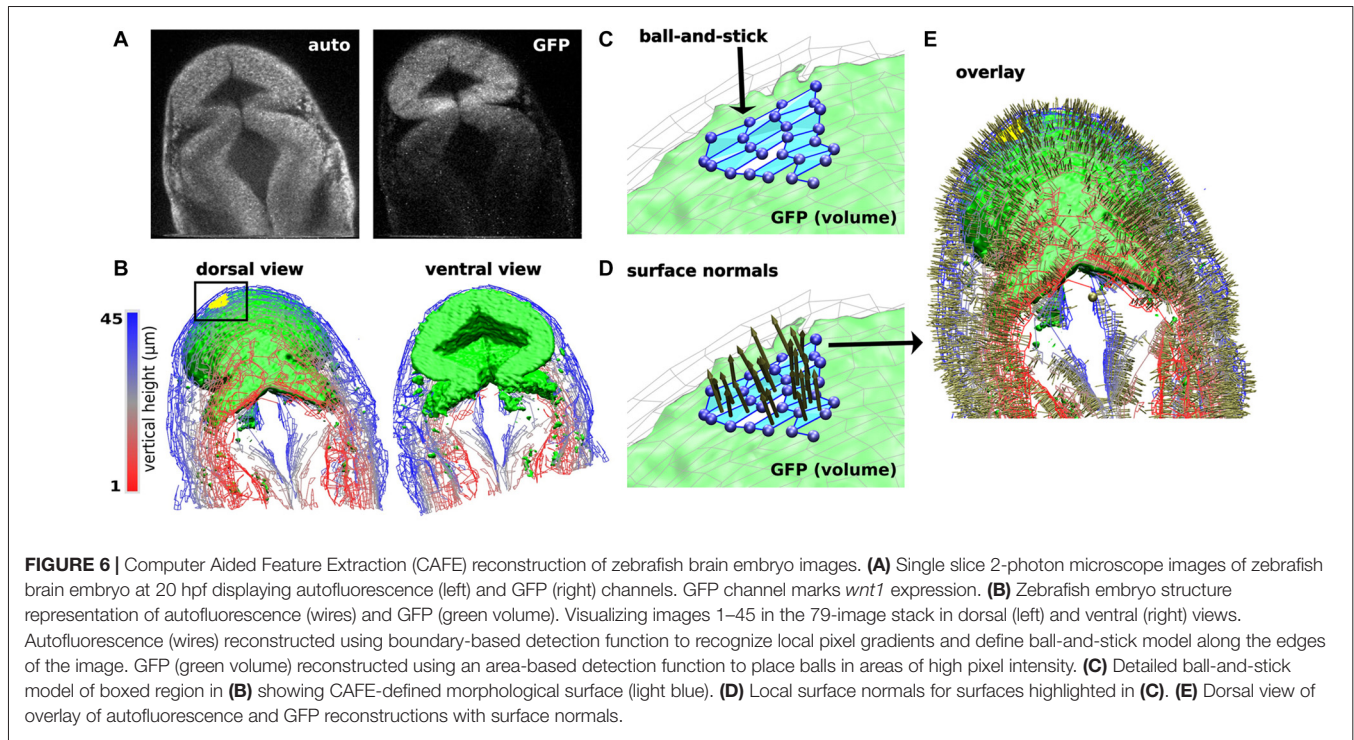 A
auto
GFP
B
dorsal view
ventral view
45
vertical height (µm)
1
C
ball-and-stick
GFP (volume)
D
surface normals
GFP (volume)
E
overlay
FIGURE 6 | Computer Aided Feature Extraction (CAFE) reconstruction of zebrafish brain embryo images. (A) Single slice 2-photon microscope images of zebrafish
brain embryo at 20 hpf displaying autofluorescence (left) and GFP (right) channels. GFP channel marks wnt1 expression. (B) Zebrafish embryo structure
representation of autofluorescence (wires) and GFP (green volume). Visualizing images 1–45 in the 79-image stack in dorsal (left) and ventral (right) views.
Autofluorescence (wires) reconstructed using boundary-based detection function to recognize local pixel gradients and define ball-and-stick model along the edges
of the image. GFP (green volume) reconstructed using an area-based detection function to place balls in areas of high pixel intensity. (C) Detailed ball-and-stick
model of boxed region in (B) showing CAFE-defined morphological surface (light blue). (D) Local surface normals for surfaces highlighted in (C). (E) Dorsal view of
overlay of autofluorescence and GFP reconstructions with surface normals.